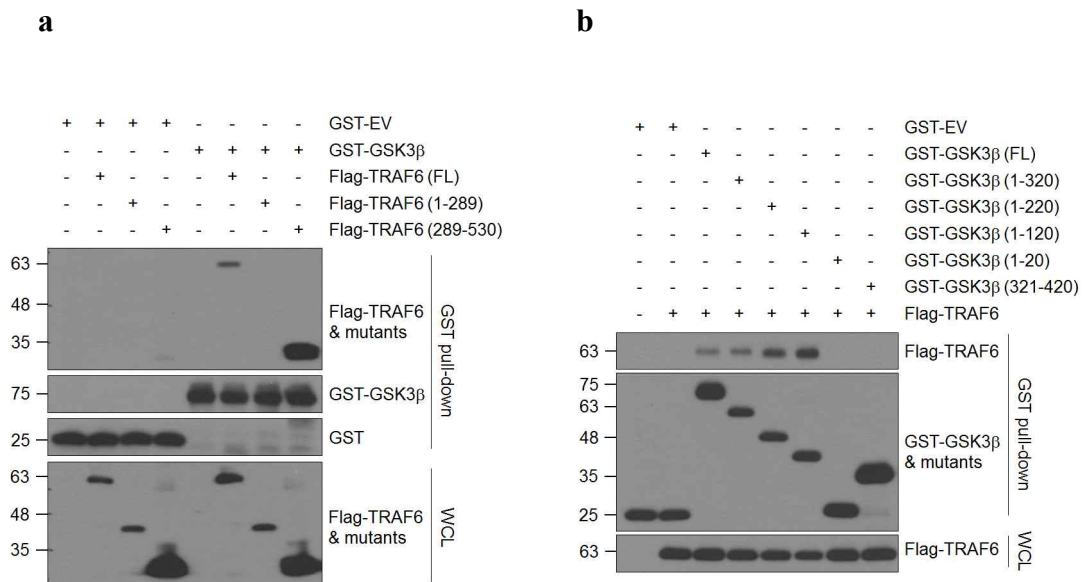 a
+ + + + - - - - GST-EV
- - - - + + + + GST-GSK3β
- + - - - + - - Flag-TRAF6 (FL)
- - + - - - + - Flag-TRAF6 (1-289)
- - - + - - - + Flag-TRAF6 (289-530)
63
48
35
Flag-TRAF6
& mutants
75
GST-GSK3β
25
GST
GST pull-down
63
48
35
Flag-TRAF6
& mutants
WCL
b
+ + - - - - - - GST-EV
- - + - - - - - GST-GSK3β (FL)
- - - + - - - - GST-GSK3β (1-320)
- - - - + - - - GST-GSK3β (1-220)
- - - - - + - - GST-GSK3β (1-120)
- - - - - - + - GST-GSK3β (1-20)
- - - - - - - + GST-GSK3β (321-420)
- + + + + + + + Flag-TRAF6
63
Flag-TRAF6
75
63
48
35
25
GST-GSK3β
& mutants
GST pull-down
63
Flag-TRAF6
WCL